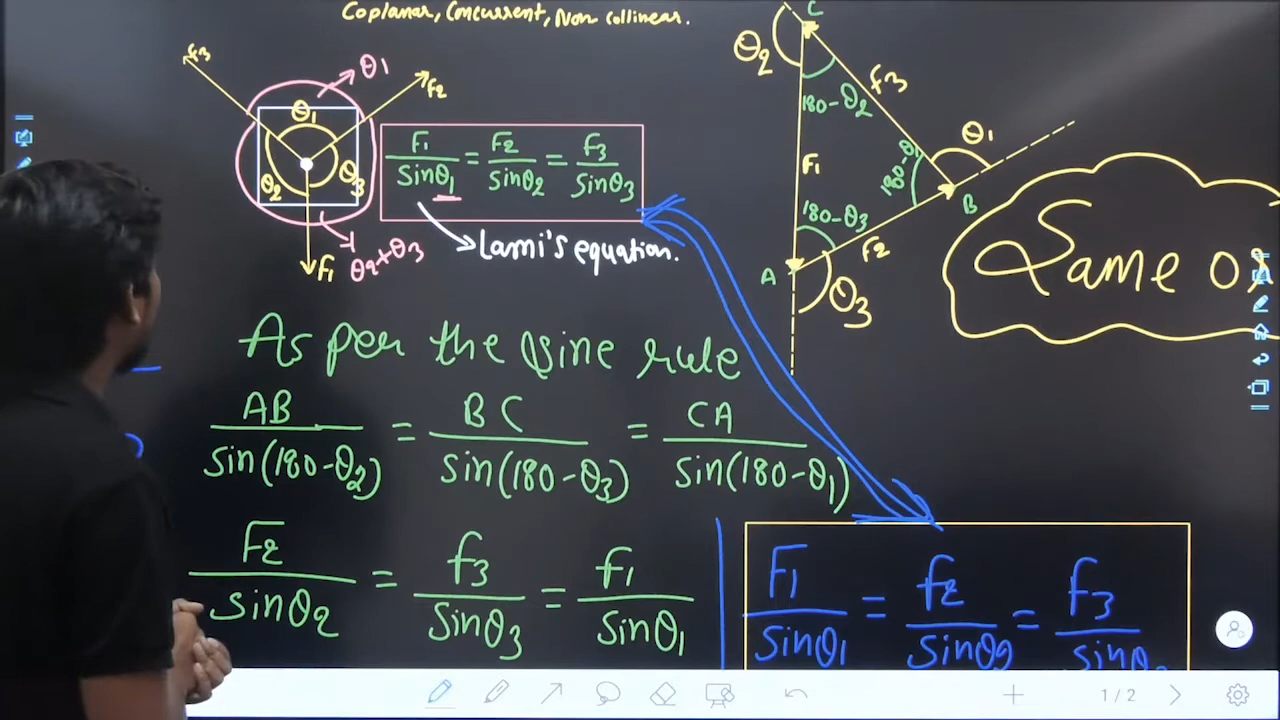 Coplanar, Concurrent, Non collinear.
f3
θ1
F2
θ1
θ2
θ3
F1
θ2+θ3
F1/sinθ1 = F2/sinθ2 = f3/sinθ3
Lami's equation.
C
θ2
180-θ2
f3
θ1
F1
180-θ1
B
180-θ3
F2
A
θ3
Same
As per the sine rule
AB/sin(180-θ2) = BC/sin(180-θ3) = CA/sin(180-θ1)
F2/sinθ2 = f3/sinθ3 = f1/sinθ1
F1/sinθ1 = f2/sinθ2 = f3/sinθ
1/2